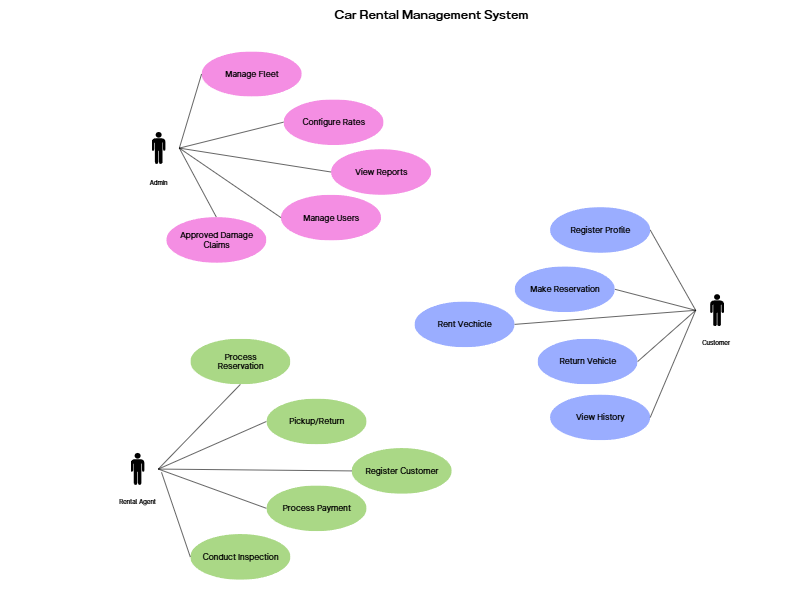 Car Rental Management System
Manage Fleet
Configure Rates
View Reports
Admin
Manage Users
Approved Damage
Claims
Register Profile
Make Reservation
Rent Vechicle
Customer
Return Vehicle
View History
Process
Reservation
Pickup/Return
Register Customer
Rental Agent
Process Payment
Conduct Inspection